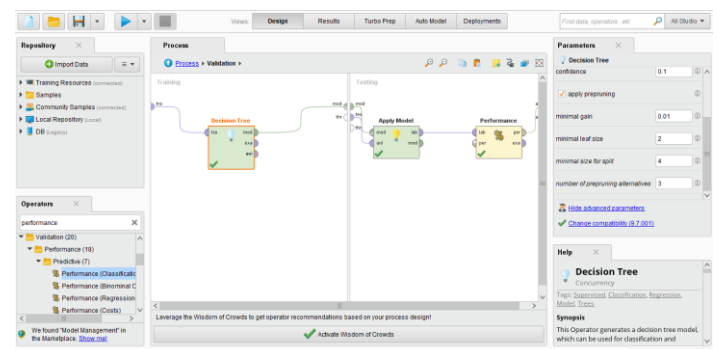 Views:
Design
Results
Turbo Prep
Auto Model
Deployments
Find data, operators...etc
All Studio
Repository
Import Data
Training Resources (connected)
Samples
Community Samples (connected)
Local Repository (Local)
DB (Legacy)
Operators
performance
Validation (20)
Performance (18)
Predictive (7)
Performance (Classificatic
Performance (Binominal C
Performance (Regression
Performance (Costs)
We found "Model Management" in
the Marketplace. Show me!
Process
Process
Validation
Training
Testing
tra
Decision Tree
tra
mod
exa
wei
mod
thr
mod
tes
thr
Apply Model
mod
lab
unl
mod
Performance
lab
per
per
exa
Leverage the Wisdom of Crowds to get operator recommendations based on your process design!
Activate Wisdom of Crowds
Parameters
Decision Tree
confidence
0.1
apply prepruning
minimal gain
0.01
minimal leaf size
2
minimal size for split
4
number of prepruning alternatives
3
Hide advanced parameters
Change compatibility (9.7.001)
Help
Decision Tree
Concurrency
Tags: Supervised, Classification, Regression,
Model, Trees
Synopsis
This Operator generates a decision tree model,
which can be used for classification and